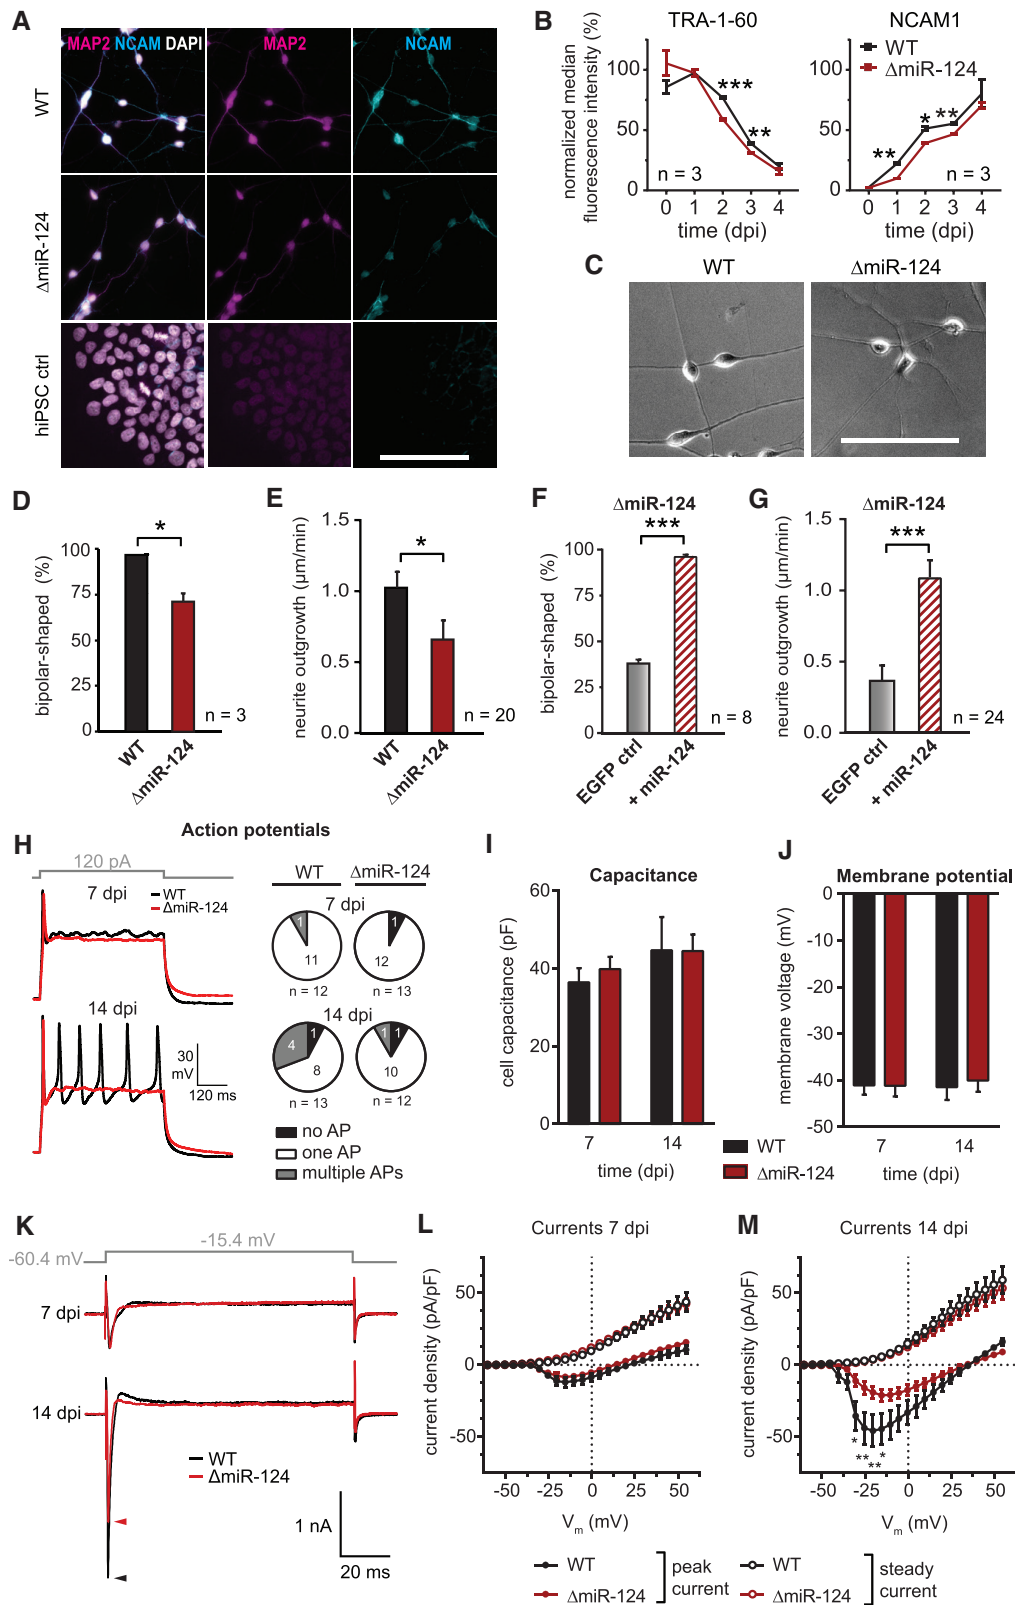 A
MAP2 NCAM DAPI
MAP2
NCAM
WT
ΔmiR-124
hiPSC ctrl
B
TRA-1-60
NCAM1
normalized median
fluorescence intensity (%)
100
50
0
***
**
n = 3
0 1 2 3 4
time (dpi)
100
50
0
WT
ΔmiR-124
**
*
**
n = 3
0 1 2 3 4
time (dpi)
C
WT
ΔmiR-124
D
bipolar-shaped (%)
100
75
50
25
0
*
n = 3
WT
ΔmiR-124
E
neurite outgrowth (µm/min)
1.5
1.0
0.5
0.0
*
n = 20
WT
ΔmiR-124
F
ΔmiR-124
bipolar-shaped (%)
100
75
50
25
0
***
n = 8
EGFP ctrl
+ miR-124
G
ΔmiR-124
neurite outgrowth (µm/min)
1.5
1.0
0.5
0.0
***
n = 24
EGFP ctrl
+ miR-124
H
Action potentials
120 pA
7 dpi
WT
ΔmiR-124
14 dpi
30
mV
120 ms
WT
ΔmiR-124
7 dpi
1
11
12
n = 12
n = 13
14 dpi
4
1
8
1
1
10
n = 13
n = 12
no AP
one AP
multiple APs
I
Capacitance
cell capacitance (pF)
60
40
20
0
7
14
time (dpi)
WT
ΔmiR-124
J
Membrane potential
membrane voltage (mV)
0
-10
-20
-30
-40
-50
7
14
time (dpi)
K
-15.4 mV
-60.4 mV
7 dpi
14 dpi
WT
ΔmiR-124
1 nA
20 ms
L
Currents 7 dpi
current density (pA/pF)
50
0
-50
-50 -25 0 25 50
Vm (mV)
M
Currents 14 dpi
current density (pA/pF)
50
0
-50
*
**
**
*
-50 -25 0 25 50
Vm (mV)
WT
ΔmiR-124
peak
current
WT
ΔmiR-124
steady
current